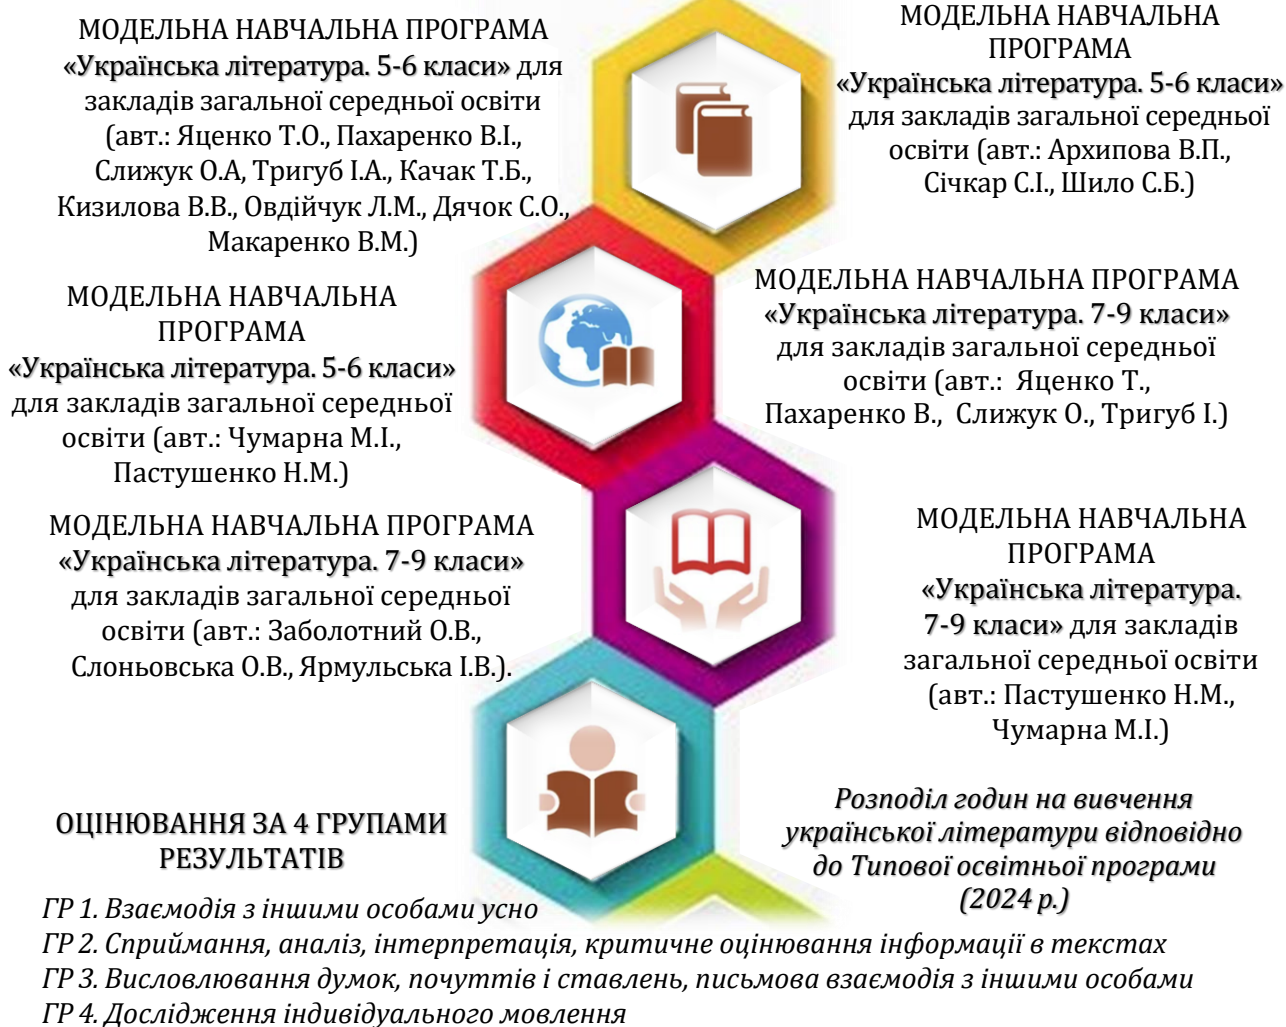 МОДЕЛЬНА НАВЧАЛЬНА ПРОГРАМА
«Українська література. 5-6 класи» для
закладів загальної середньої освіти
(авт.: Яценко Т.О., Пахаренко В.І.,
Слижук О.А, Тригуб І.А., Качак Т.Б.,
Кизилова В.В., Овдійчук Л.М., Дячок С.О.,
Макаренко В.М.)
МОДЕЛЬНА НАВЧАЛЬНА
ПРОГРАМА
«Українська література. 5-6 класи»
для закладів загальної середньої
освіти (авт.: Архипова В.П.,
Січкар С.І., Шило С.Б.)
МОДЕЛЬНА НАВЧАЛЬНА
ПРОГРАМА
«Українська література. 5-6 класи»
для закладів загальної середньої
освіти (авт.: Чумарна М.І.,
Пастушенко Н.М.)
МОДЕЛЬНА НАВЧАЛЬНА ПРОГРАМА
«Українська література. 7-9 класи»
для закладів загальної середньої
освіти (авт.: Яценко Т.,
Пахаренко В., Слижук О., Тригуб І.)
МОДЕЛЬНА НАВЧАЛЬНА ПРОГРАМА
«Українська література. 7-9 класи»
для закладів загальної середньої
освіти (авт.: Заболотний О.В.,
Слоньовська О.В., Ярмульська І.В.).
МОДЕЛЬНА НАВЧАЛЬНА
ПРОГРАМА
«Українська література.
7-9 класи» для закладів
загальної середньої освіти
(авт.: Пастушенко Н.М.,
Чумарна М.І.)
Розподіл годин на вивчення
української літератури відповідно
до Типової освітньої програми
(2024 р.)
ОЦІНЮВАННЯ ЗА 4 ГРУПАМИ
РЕЗУЛЬТАТІВ
ГР 1. Взаємодія з іншими особами усно
ГР 2. Сприймання, аналіз, інтерпретація, критичне оцінювання інформації в текстах
ГР 3. Висловлювання думок, почуттів і ставлень, письмова взаємодія з іншими особами
ГР 4. Дослідження індивідуального мовлення